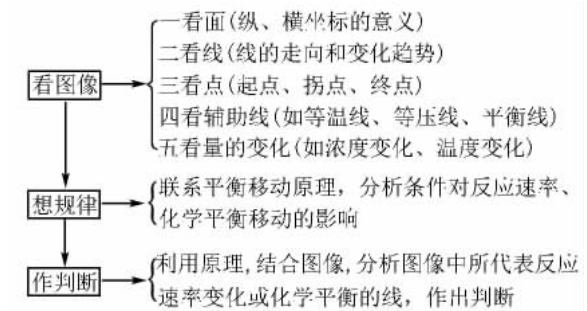 一看面(纵、横坐标的意义)
二看线(线的走向和变化趋势)
看图像
三看点(起点、拐点、终点)
四看辅助线(如等温线、等压线、平衡线)
五看量的变化(如浓度变化、温度变化)
想规律
联系平衡移动原理，分析条件对反应速率、
化学平衡移动的影响
作判断
利用原理,结合图像,分析图像中所代表反应
速率变化或化学平衡的线，作出判断